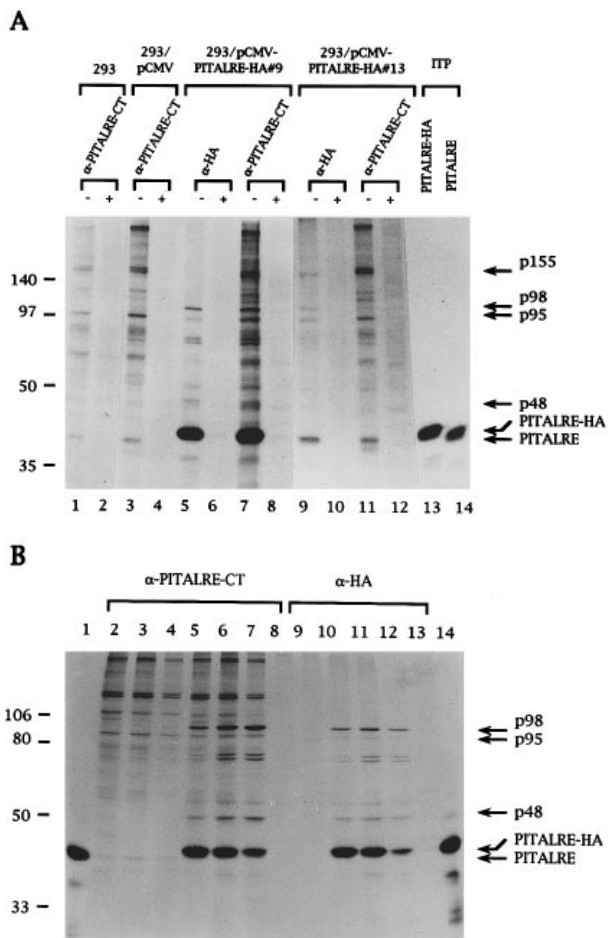 A
293
293/
pCMV
293/pCMV-
PITALRE-HA#9
293/pCMV-
PITALRE-HA#13
ITP
α-PITALRE-CT
α-PITALRE-CT
α-HA
α-PITALRE-CT
α-HA
α-PITALRE-CT
PITALRE-HA
PITALRE
- + - + - + - + - + - +
140
97
50
35
p155
p98
p95
p48
PITALRE-HA
PITALRE
1 2 3 4 5 6 7 8 9 10 11 12 13 14
B
α-PITALRE-CT
α-HA
1 2 3 4 5 6 7 8 9 10 11 12 13 14
106
80
50
33
p98
p95
p48
PITALRE-HA
PITALRE